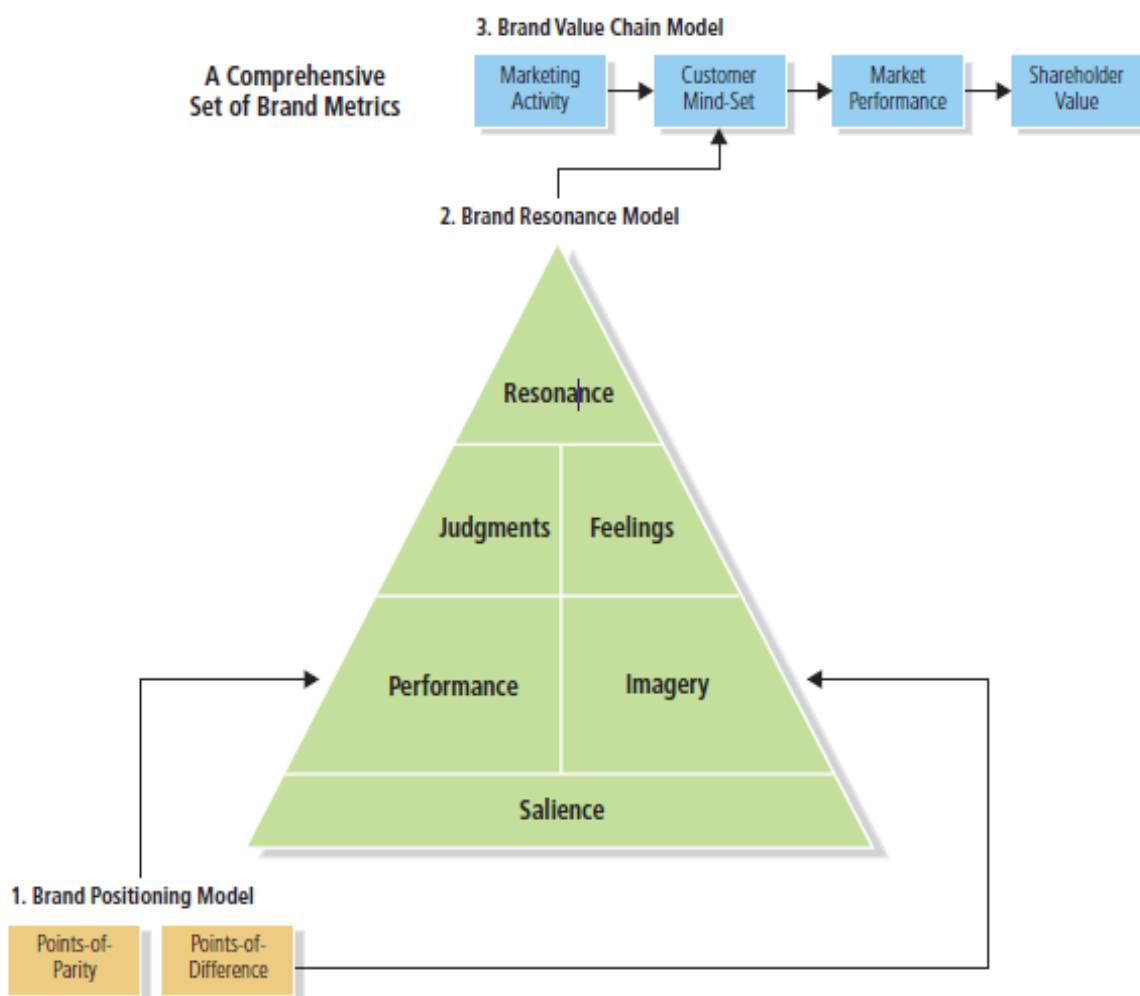 3. Brand Value Chain Model
A Comprehensive
Set of Brand Metrics
Marketing
Activity
Customer
Mind-Set
Market
Performance
Shareholder
Value
2. Brand Resonance Model
Resonance
Judgments
Feelings
Performance
Imagery
Salience
1. Brand Positioning Model
Points-of-
Parity
Points-of-
Difference